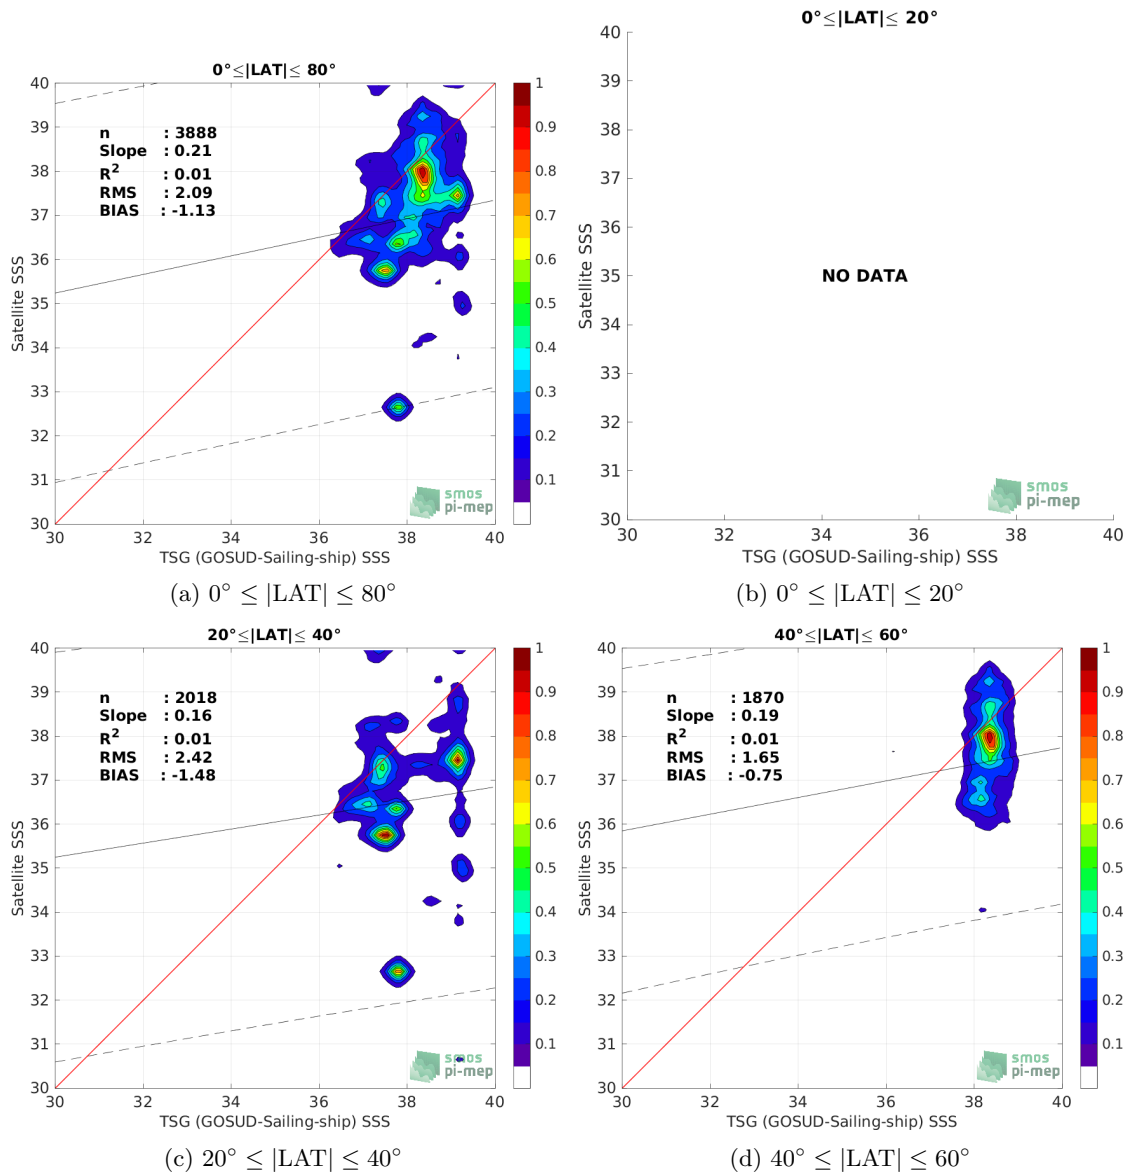 0°≤|LAT|≤ 80°
n : 3888
Slope : 0.21
R² : 0.01
RMS : 2.09
BIAS : -1.13
40
39
38
37
36
35
34
33
32
31
30
30 32 34 36 38 40
Satellite SSS
TSG (GOSUD-Sailing-ship) SSS
1
0.9
0.8
0.7
0.6
0.5
0.4
0.3
0.2
0.1
smos
pi-mep
(a) 0° ≤ |LAT| ≤ 80°
0°≤|LAT|≤ 20°
40
39
38
37
36
35
34
33
32
31
30
30 32 34 36 38 40
Satellite SSS
NO DATA
TSG (GOSUD-Sailing-ship) SSS
smos
pi-mep
(b) 0° ≤ |LAT| ≤ 20°
20°≤|LAT|≤ 40°
n : 2018
Slope : 0.16
R² : 0.01
RMS : 2.42
BIAS : -1.48
40
39
38
37
36
35
34
33
32
31
30
30 32 34 36 38 40
Satellite SSS
TSG (GOSUD-Sailing-ship) SSS
1
0.9
0.8
0.7
0.6
0.5
0.4
0.3
0.2
0.1
smos
pi-mep
(c) 20° ≤ |LAT| ≤ 40°
40°≤|LAT|≤ 60°
n : 1870
Slope : 0.19
R² : 0.01
RMS : 1.65
BIAS : -0.75
40
39
38
37
36
35
34
33
32
31
30
30 32 34 36 38 40
Satellite SSS
TSG (GOSUD-Sailing-ship) SSS
1
0.9
0.8
0.7
0.6
0.5
0.4
0.3
0.2
0.1
smos
pi-mep
(d) 40° ≤ |LAT| ≤ 60°